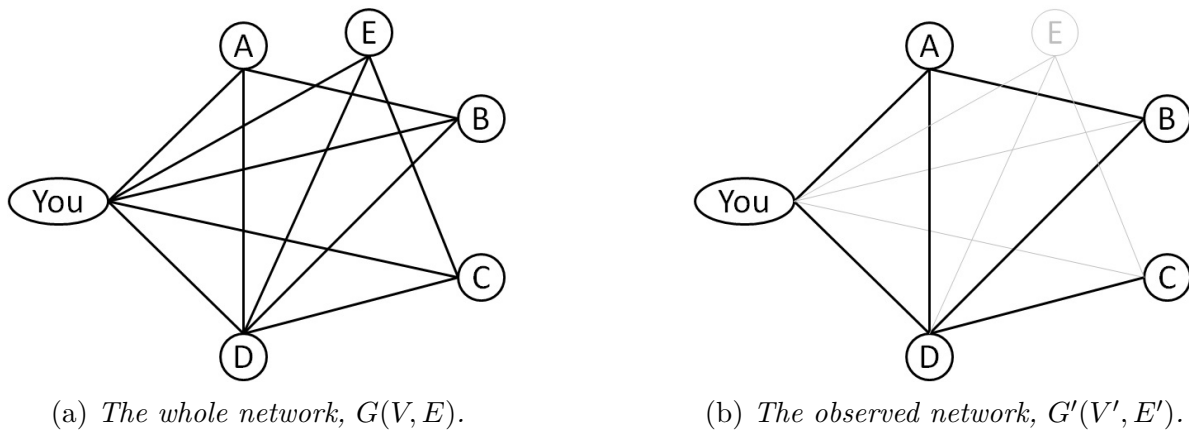 A
E
B
You
C
D
(a) The whole network, G(V, E).
A
E
B
You
C
D
(b) The observed network, G′(V′, E′).